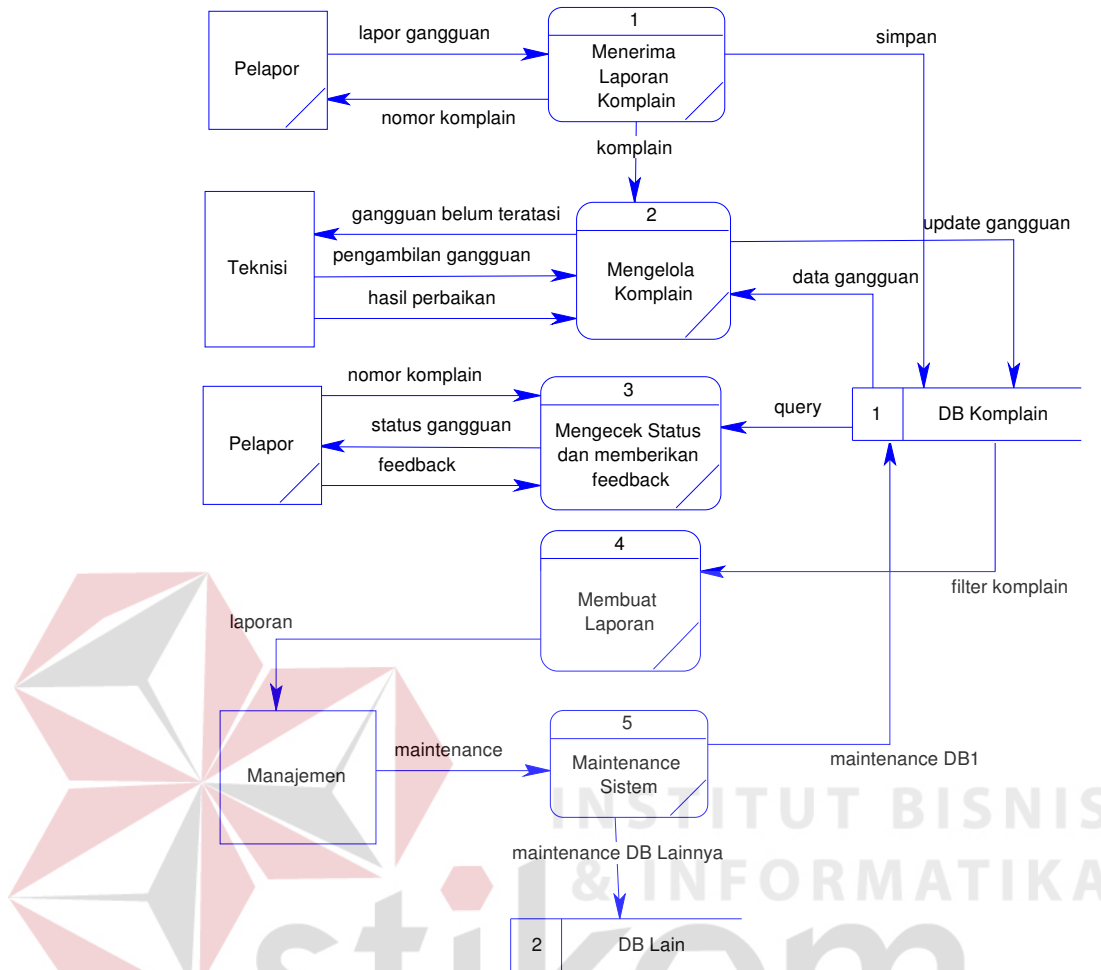 lapor gangguan
1
simpan
Pelapor
Menerima
Laporan
Komplain
nomor komplain
komplain
gangguan belum teratasi
2
update gangguan
pengambilan gangguan
Teknisi
Mengelola
Komplain
data gangguan
hasil perbaikan
nomor komplain
3
query
1
DB Komplain
status gangguan
Pelapor
Mengecek Status
dan memberikan
feedback
feedback
4
filter komplain
Membuat
Laporan
laporan
5
maintenance
Manajemen
Maintenance
Sistem
maintenance DB1
INSTITUT BISNIS
maintenance DB Lainnya
& INFORMATIKA
2
DB Lain
stikom